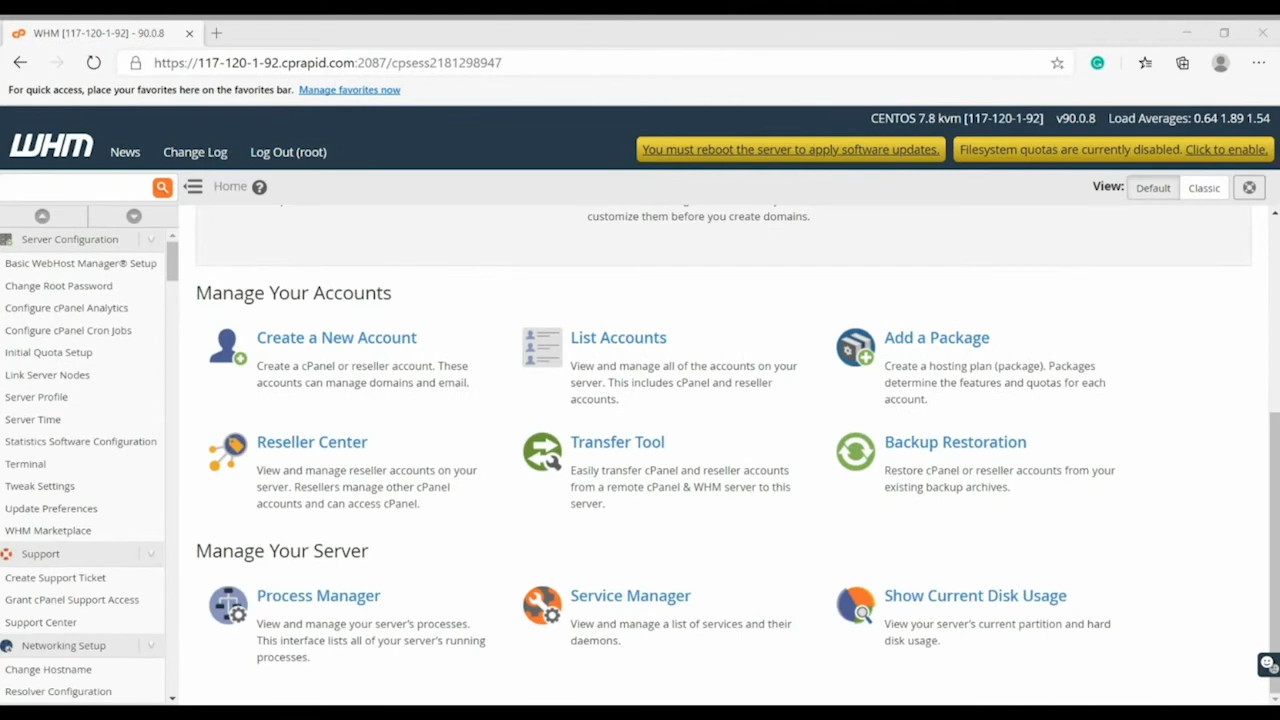 WHM [117-120-1-92] - 90.0.8
https://117-120-1-92.cprapid.com:2087/cpsess2181298947
For quick access, place your favorites here on the favorites bar. Manage favorites now
CENTOS 7.8 kvm [117-120-1-92] v90.0.8 Load Averages: 0.64 1.89 1.54
WHM News Change Log Log Out (root)
You must reboot the server to apply software updates. Filesystem quotas are currently disabled. Click to enable.
Home View: Default Classic
customize them before you create domains.
Server Configuration
Basic WebHost Manager® Setup
Change Root Password
Configure cPanel Analytics
Configure cPanel Cron Jobs
Initial Quota Setup
Link Server Nodes
Server Profile
Server Time
Statistics Software Configuration
Terminal
Tweak Settings
Update Preferences
WHM Marketplace
Support
Create Support Ticket
Grant cPanel Support Access
Support Center
Networking Setup
Change Hostname
Resolver Configuration
Manage Your Accounts
Create a New Account
Create a cPanel or reseller account. These
accounts can manage domains and email.
List Accounts
View and manage all of the accounts on your
server. This includes cPanel and reseller
accounts.
Add a Package
Create a hosting plan (package). Packages
determine the features and quotas for each
account.
Reseller Center
View and manage reseller accounts on your
server. Resellers manage other cPanel
accounts and can access cPanel.
Transfer Tool
Easily transfer cPanel and reseller accounts
from a remote cPanel & WHM server to this
server.
Backup Restoration
Restore cPanel or reseller accounts from your
existing backup archives.
Manage Your Server
Process Manager
View and manage your server's processes.
This interface lists all of your server's running
processes.
Service Manager
View and manage a list of services and their
daemons.
Show Current Disk Usage
View your server's current partition and hard
disk usage.